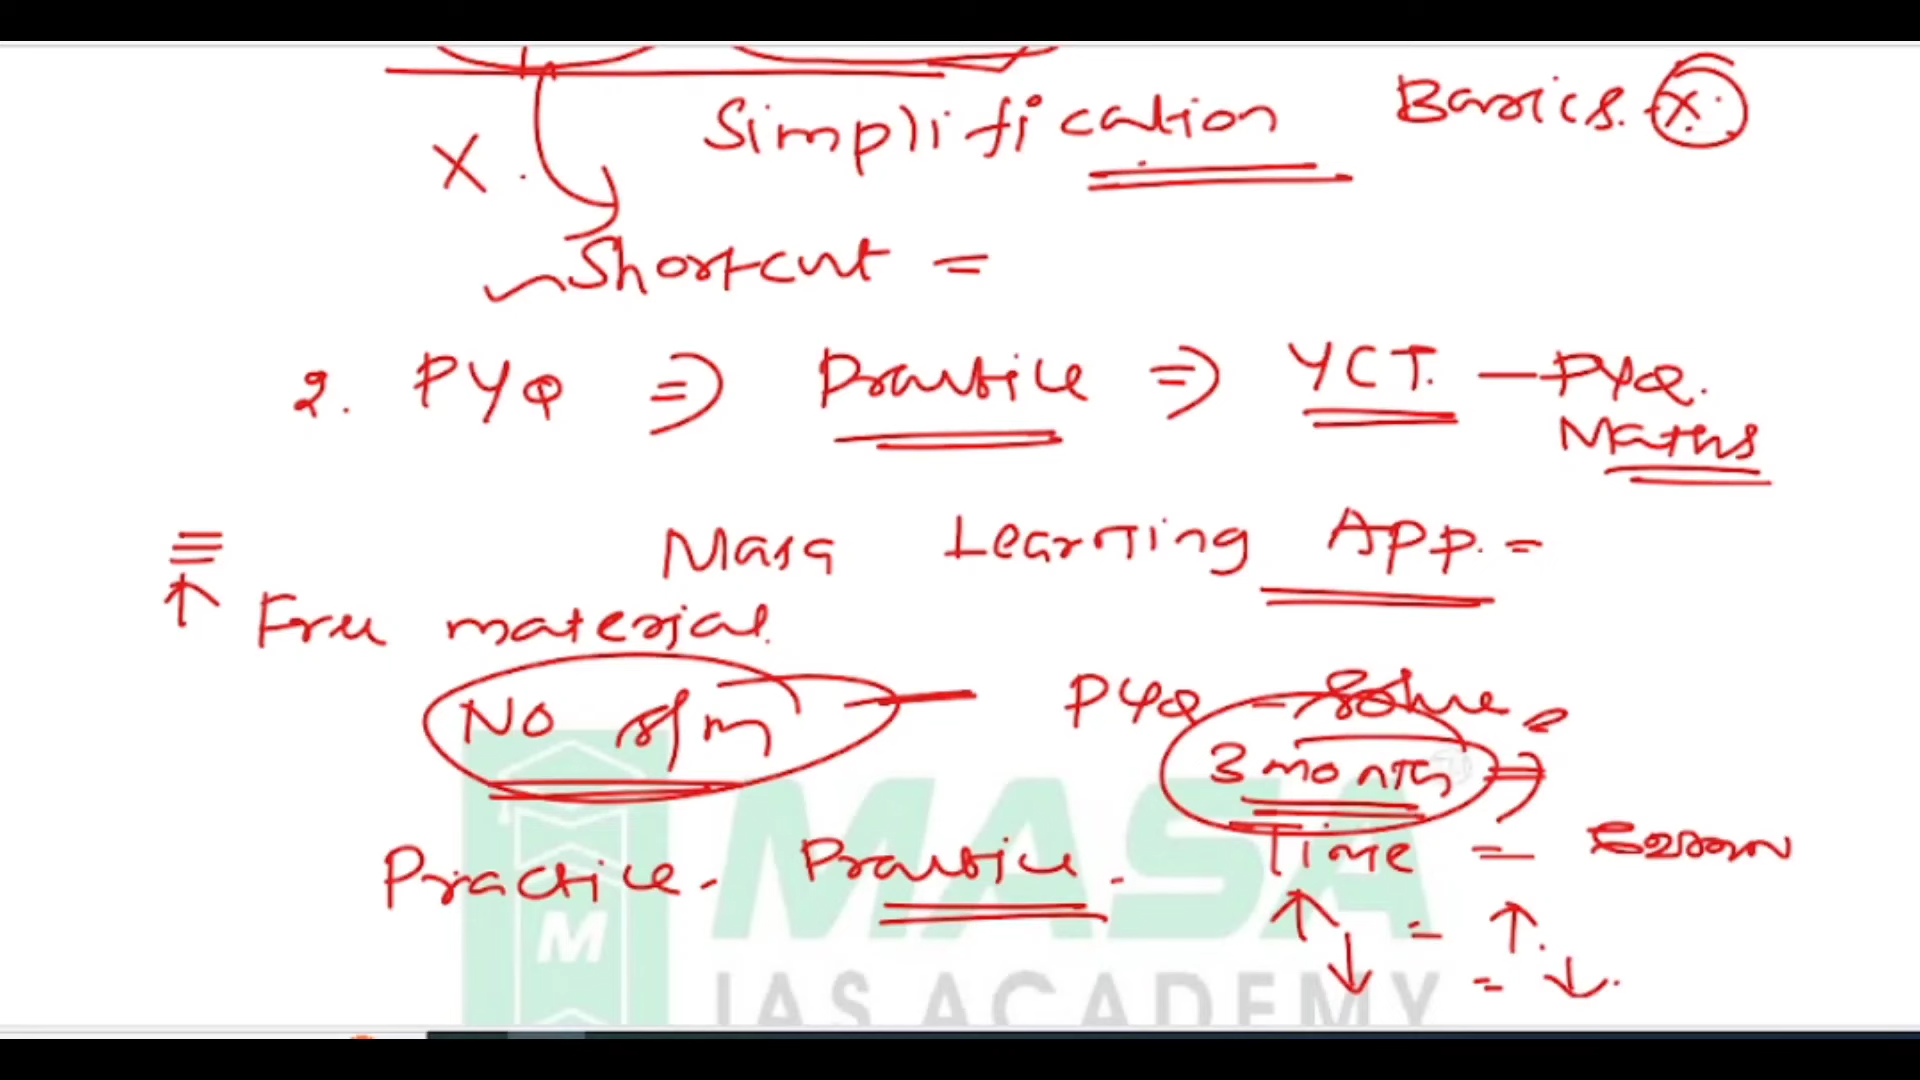 Simplification Basics. X.
X.
Shortcut =
2. PYQ ⇒ Practice ⇒ YCT. - PYQ.
Maths
Masa Learning App. =
≡
↑ Free material.
No s/m — PYQ - Solve
3 month ⇒
Practice. Practice. Time =
↑ = ↑.
↓ = ↓.
M
MASA
IAS ACADEMY